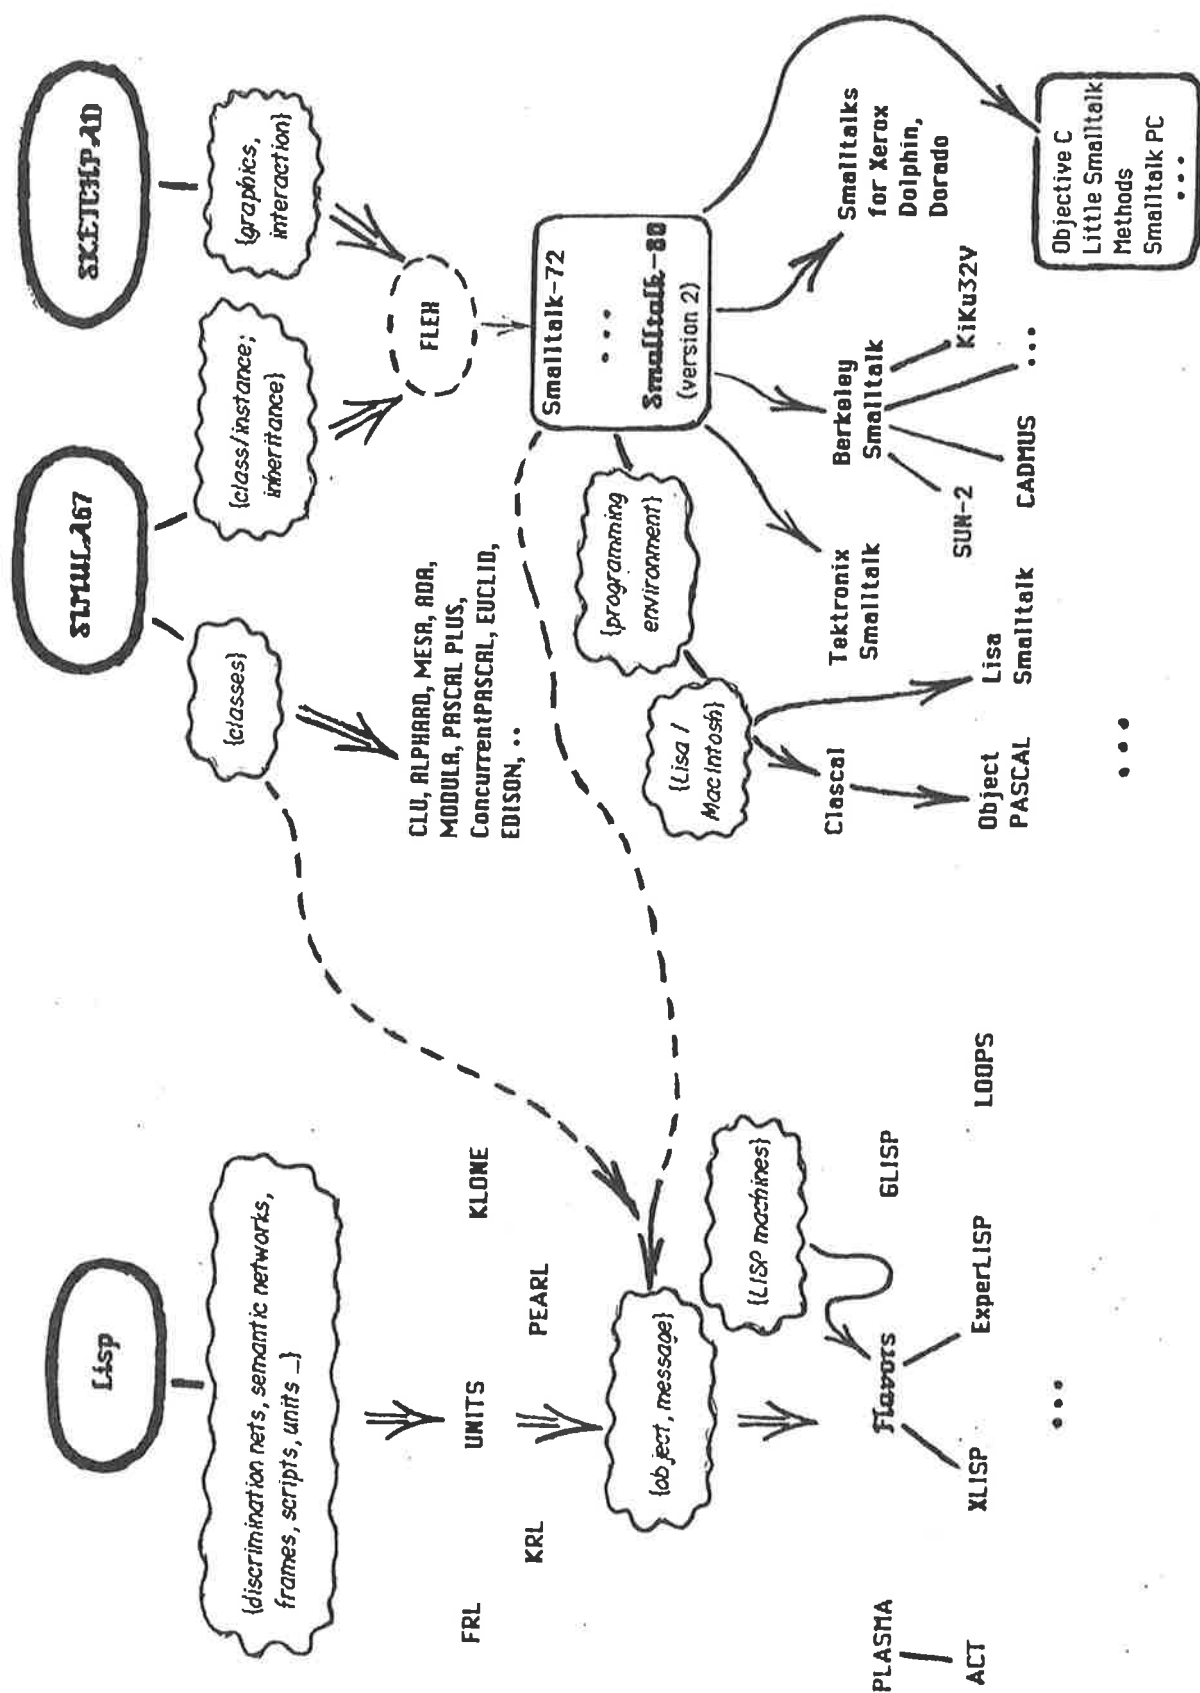 Lisp
SIMULA67
SKETCHPAD
{discrimination nets, semantic networks,
frames, scripts, units _}
{classes}
{class/instance;
inheritance}
{graphics,
interaction}
FRL
UNITS
KLONE
KRL
PEARL
CLU, ALPHARD, MESA, ADA,
MODULA, PASCAL PLUS,
ConcurrentPASCAL, EUCLID,
EDISON, ..
FLEX
Smalltalk-72
...
Smalltalk-80
(version 2)
{object, message}
{programming
environment}
{LISP machines}
{Lisa /
MacIntosh}
PLASMA
ACT
Flavors
XLISP
ExperLISP
GLISP
LOOPS
...
Clascal
Object
PASCAL
Lisa
Smalltalk
...
Tektronix
Smalltalk
Berkeley
Smalltalk
SUN-2
CADMUS
...
KiKu32V
Smalltalks
for Xerox
Dolphin,
Dorado
Objective C
Little Smalltalk
Methods
Smalltalk PC
...